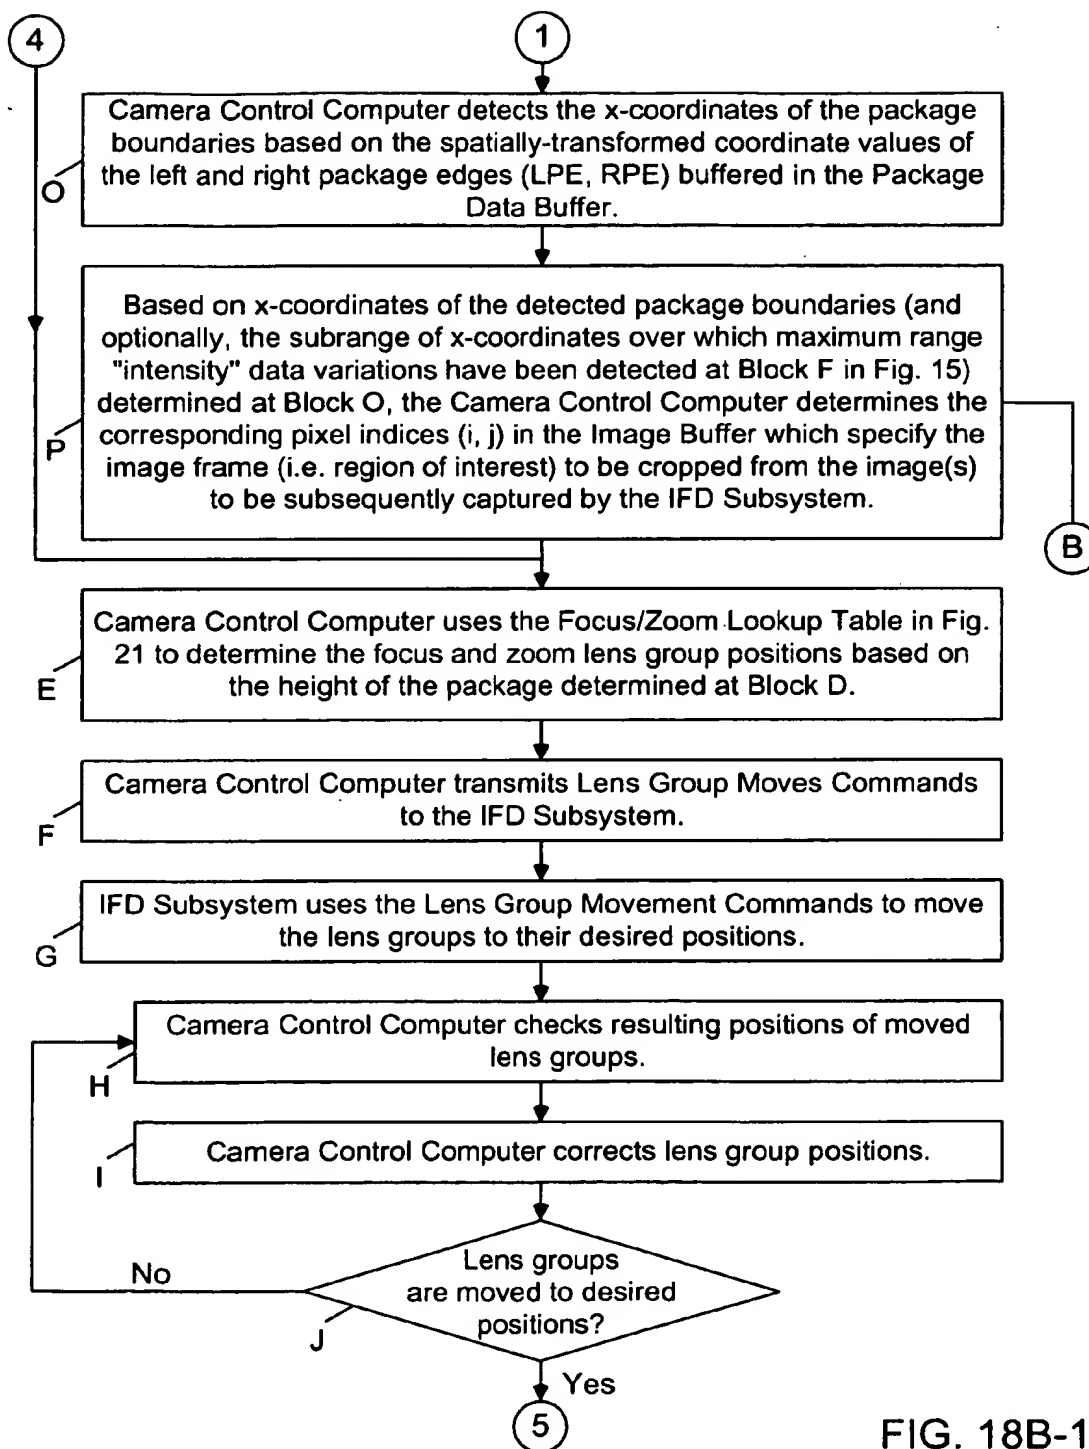 4
1
Camera Control Computer detects the x-coordinates of the package
boundaries based on the spatially-transformed coordinate values of
the left and right package edges (LPE, RPE) buffered in the Package
Data Buffer.
O
Based on x-coordinates of the detected package boundaries (and
optionally, the subrange of x-coordinates over which maximum range
"intensity" data variations have been detected at Block F in Fig. 15)
determined at Block O, the Camera Control Computer determines the
corresponding pixel indices (i, j) in the Image Buffer which specify the
image frame (i.e. region of interest) to be cropped from the image(s)
to be subsequently captured by the IFD Subsystem.
P
B
Camera Control Computer uses the Focus/Zoom Lookup Table in Fig.
21 to determine the focus and zoom lens group positions based on
the height of the package determined at Block D.
E
Camera Control Computer transmits Lens Group Moves Commands
to the IFD Subsystem.
F
IFD Subsystem uses the Lens Group Movement Commands to move
the lens groups to their desired positions.
G
Camera Control Computer checks resulting positions of moved
lens groups.
H
Camera Control Computer corrects lens group positions.
I
Lens groups
are moved to desired
positions?
No
J
Yes
5
FIG. 18B-1